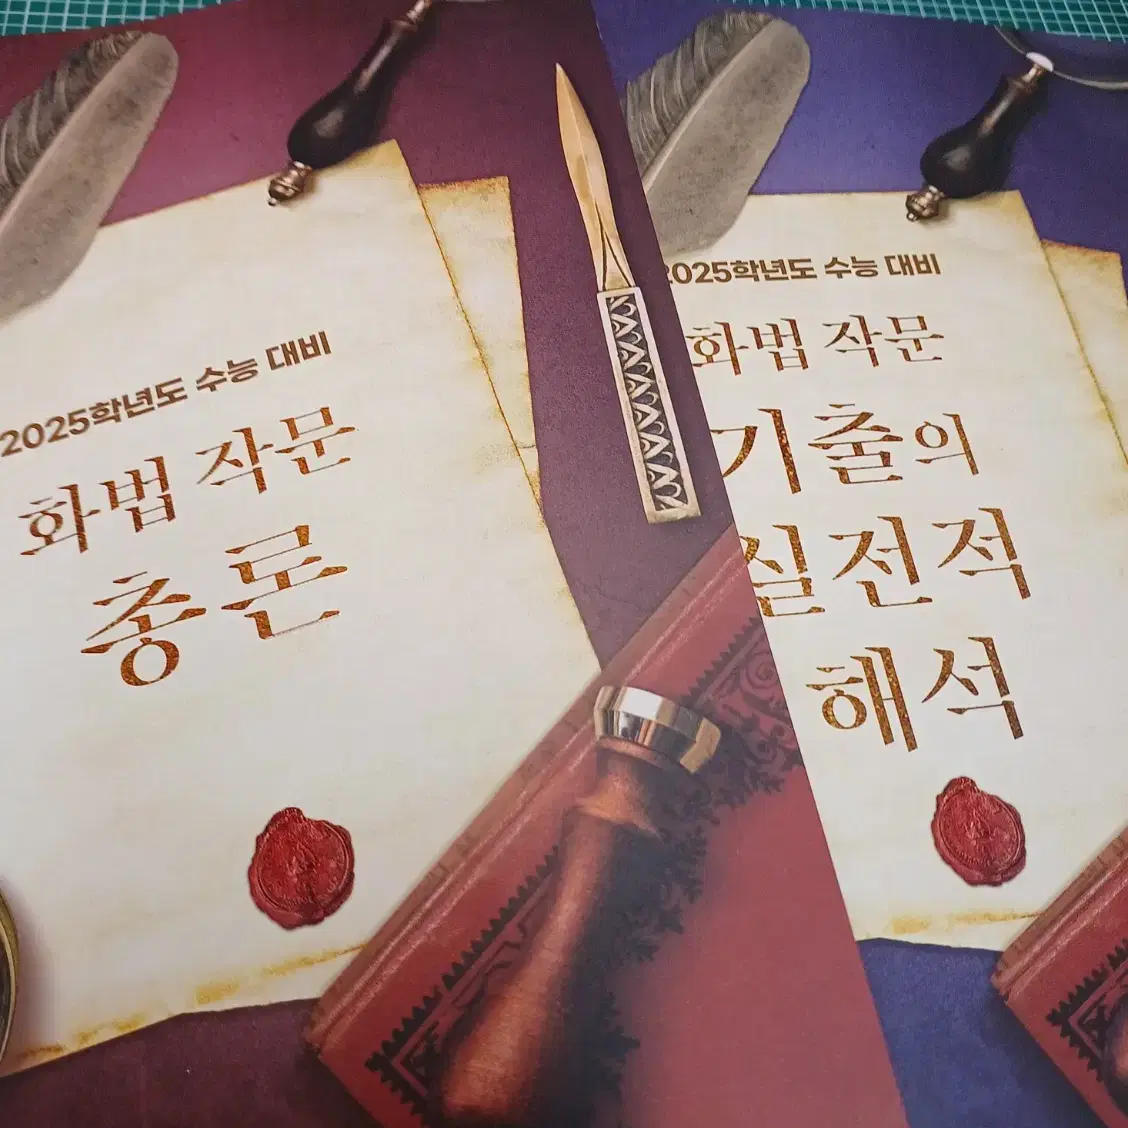 2025학년도 수능 대비
화법 작문
총론
2025학년도 수능 대비
화법 작문
기출의
실전적
해석